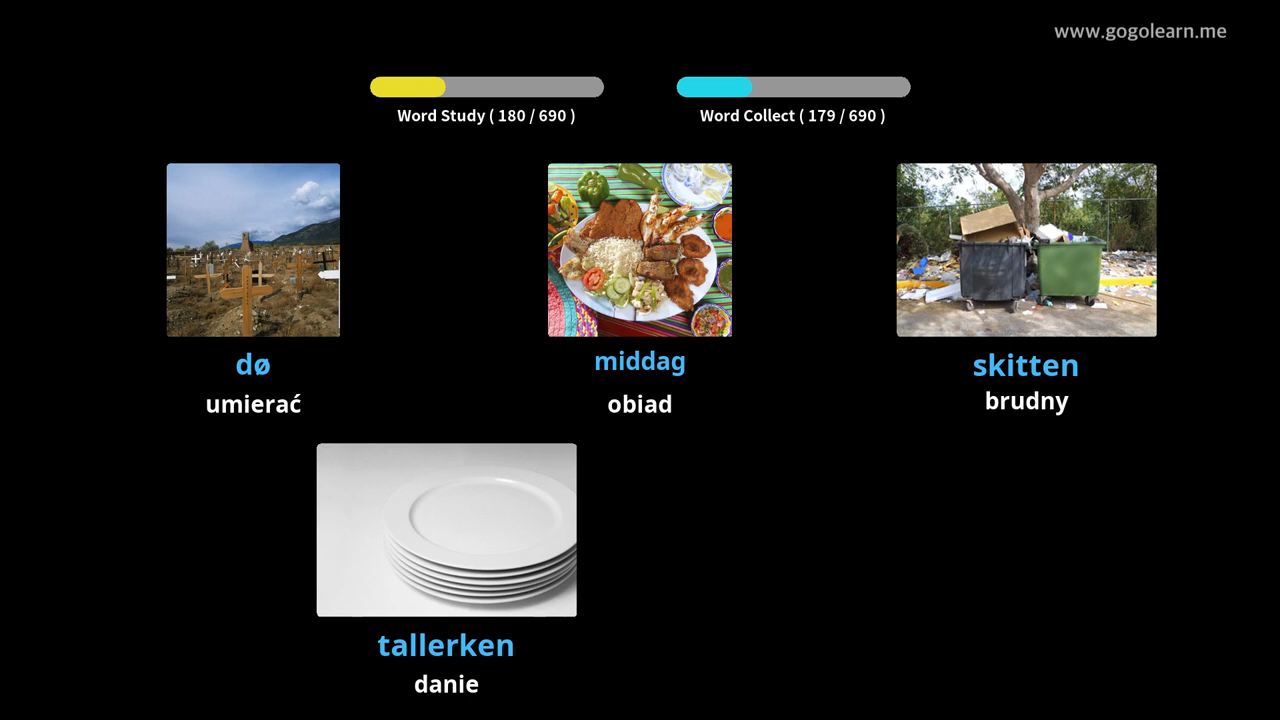 www.gogolearn.me
Word Study ( 180 / 690 )
Word Collect ( 179 / 690 )
dø
umierać
middag
obiad
skitten
brudny
tallerken
danie